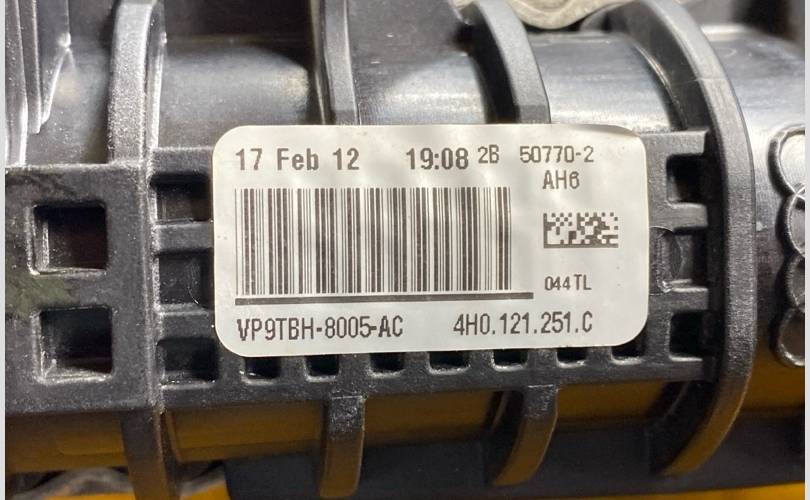 17 Feb 12 19:08 2B 50770-2
AH6
044TL
VP9TBH-8005-AC 4H0.121.251.C